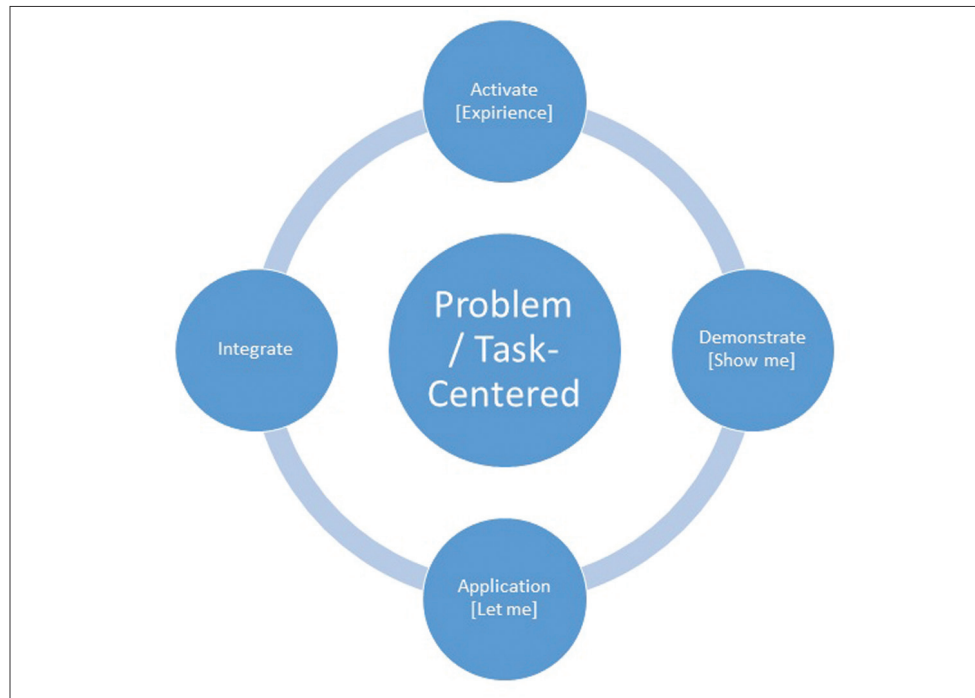 Activate
[Expirience]
Integrate
Problem
/ Task-
Centered
Demonstrate
[Show me]
Application
[Let me]